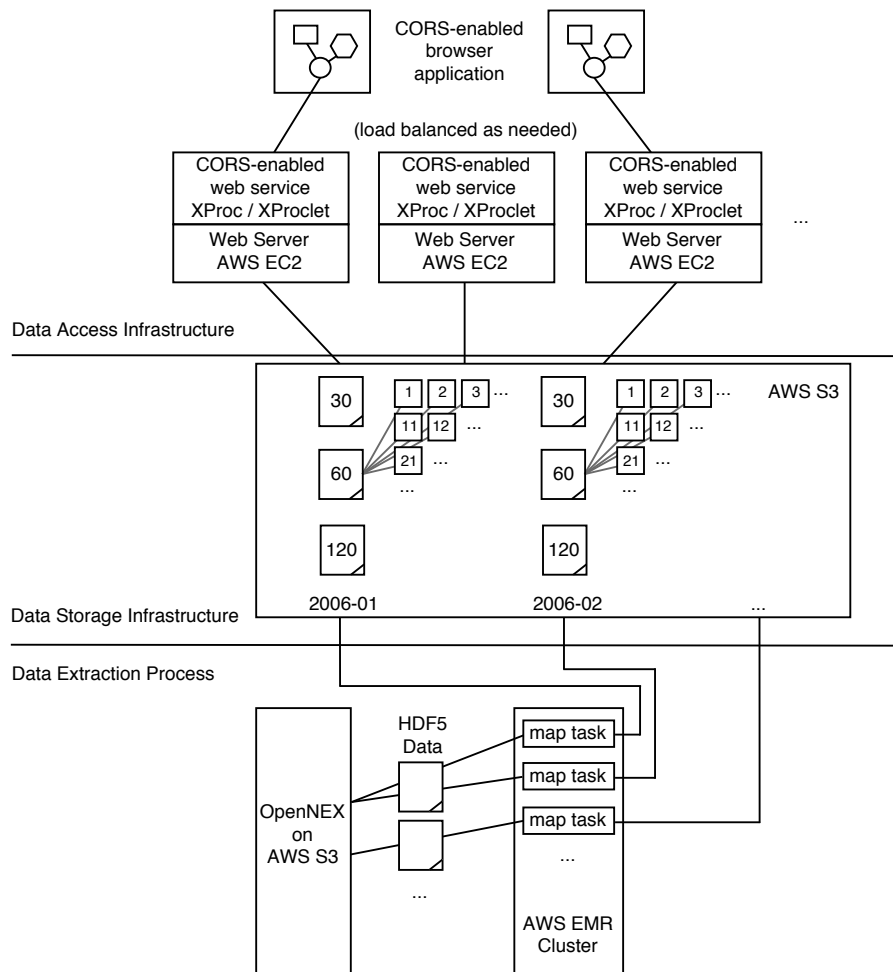 CORS-enabled
browser
application
(load balanced as needed)
CORS-enabled
web service
XProc / XProclet
Web Server
AWS EC2
CORS-enabled
web service
XProc / XProclet
Web Server
AWS EC2
CORS-enabled
web service
XProc / XProclet
Web Server
AWS EC2
...
Data Access Infrastructure
AWS S3
30
1 2 3 ...
11 12 ...
60
21 ...
...
120
2006-01
30
1 2 3 ...
11 12 ...
60
21 ...
...
120
2006-02
...
Data Storage Infrastructure
Data Extraction Process
OpenNEX
on
AWS S3
HDF5
Data
...
map task
map task
map task
...
AWS EMR
Cluster